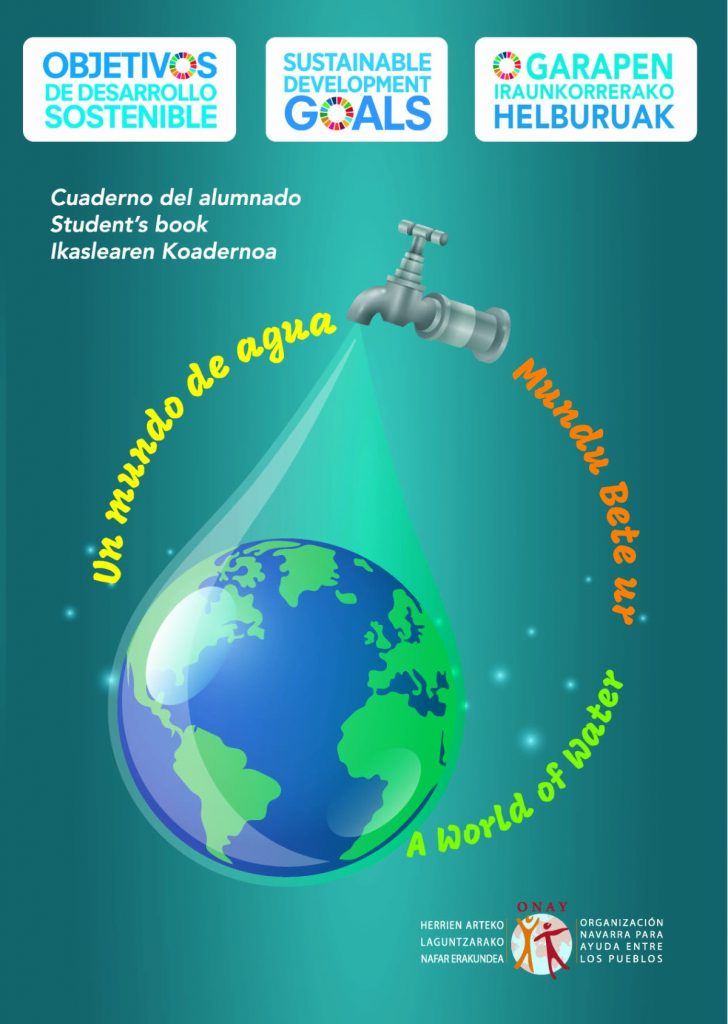 OBJETIVOS
DE DESARROLLO
SOSTENIBLE
SUSTAINABLE
DEVELOPMENT
GOALS
GARAPEN
IRAUNKORRERAKO
HELBURUAK
Cuaderno del alumnado
Student's book
Ikaslearen Koadernoa
Un mundo de agua
Mundu Bete ur
A World of Water
HERRIEN ARTEKO
LAGUNTZARAKO
NAFAR ERAKUNDEA
ONAY
ORGANIZACIÓN
NAVARRA PARA
AYUDA ENTRE
LOS PUEBLOS